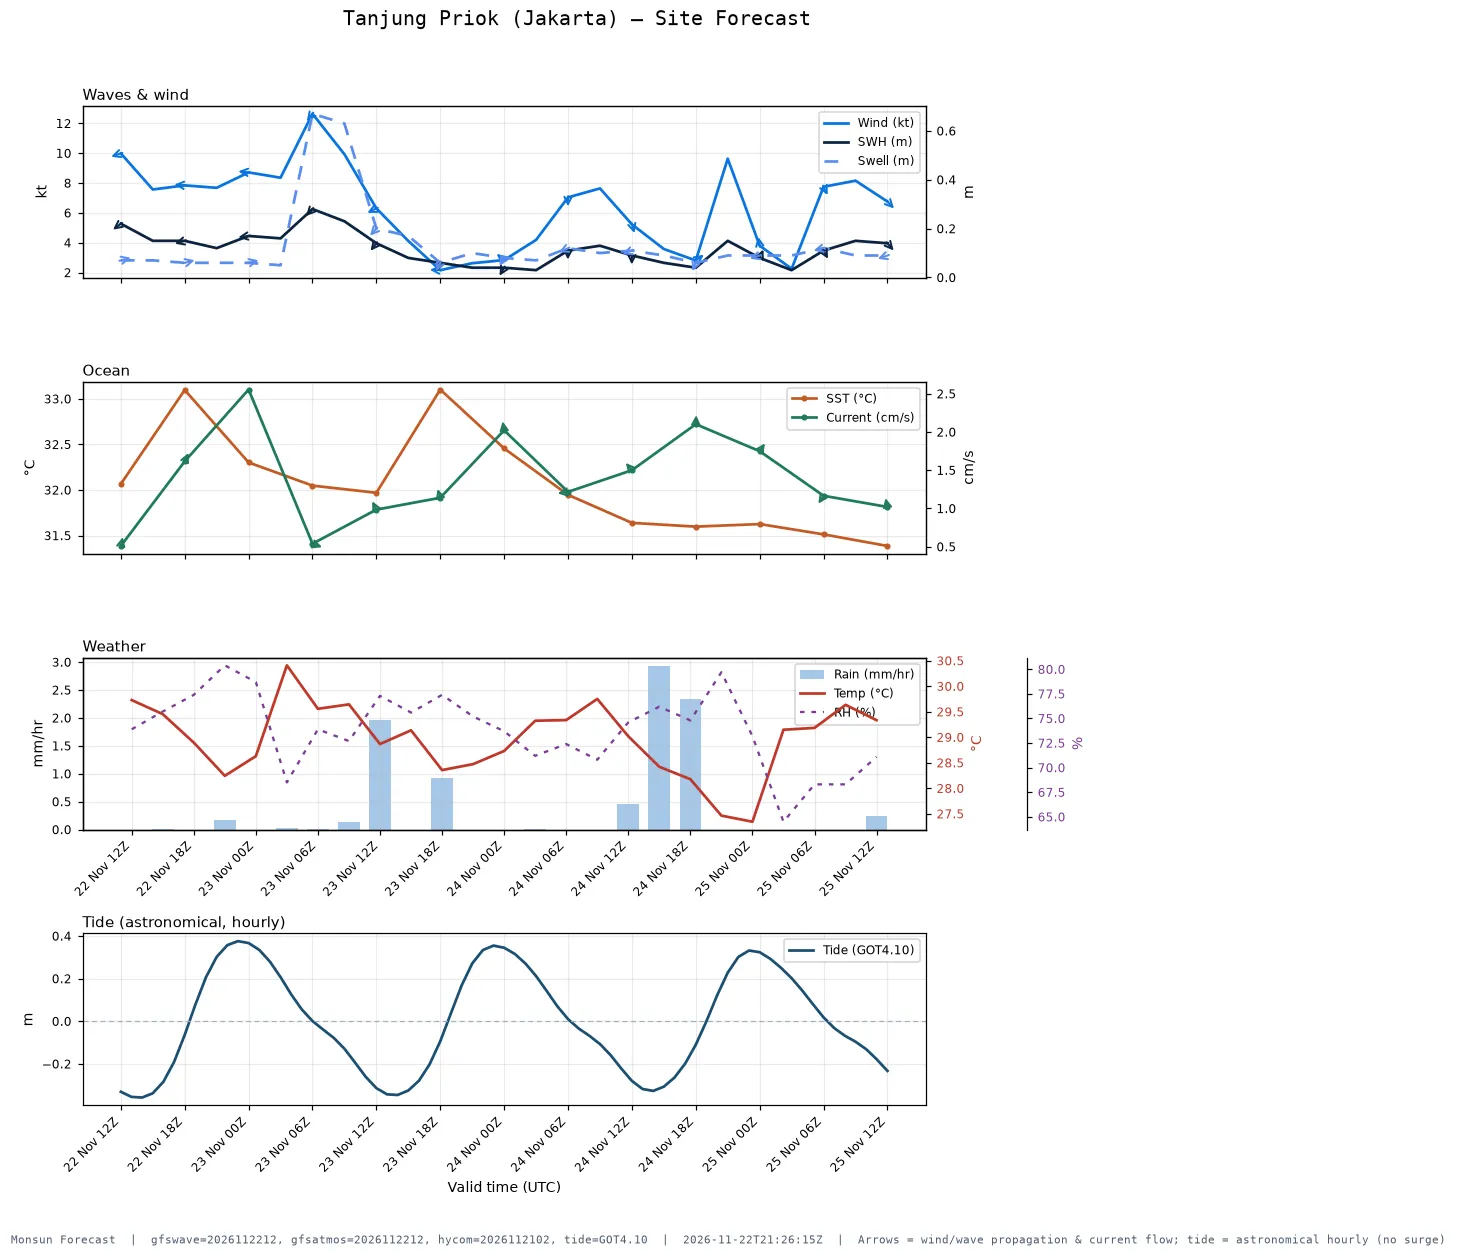 Tanjung Priok (Jakarta) — Site Forecast
Waves & wind
12
10
8
6
4
2
kt
Wind (kt)
SWH (m)
Swell (m)
0.6
0.4
0.2
0.0
m
Ocean
33.0
32.5
32.0
31.5
°C
SST (°C)
Current (cm/s)
2.5
2.0
1.5
1.0
0.5
cm/s
Weather
3.0
2.5
2.0
1.5
1.0
0.5
0.0
mm/hr
Rain (mm/hr)
Temp (°C)
RH (%)
30.5
30.0
29.5
29.0
28.5
28.0
27.5
°C
80.0
77.5
75.0
72.5
70.0
67.5
65.0
%
22 Nov 12Z
22 Nov 18Z
23 Nov 00Z
23 Nov 06Z
23 Nov 12Z
23 Nov 18Z
24 Nov 00Z
24 Nov 06Z
24 Nov 12Z
24 Nov 18Z
25 Nov 00Z
25 Nov 06Z
25 Nov 12Z
Tide (astronomical, hourly)
0.4
0.2
0.0
−0.2
m
Tide (GOT4.10)
22 Nov 12Z
22 Nov 18Z
23 Nov 00Z
23 Nov 06Z
23 Nov 12Z
23 Nov 18Z
24 Nov 00Z
24 Nov 06Z
24 Nov 12Z
24 Nov 18Z
25 Nov 00Z
25 Nov 06Z
25 Nov 12Z
Valid time (UTC)
Monsun Forecast | gfswave=2026112212, gfsatmos=2026112212, hycom=2026112102, tide=GOT4.10 | 2026-11-22T21:26:15Z | Arrows = wind/wave propagation & current flow; tide = astronomical hourly (no surge)